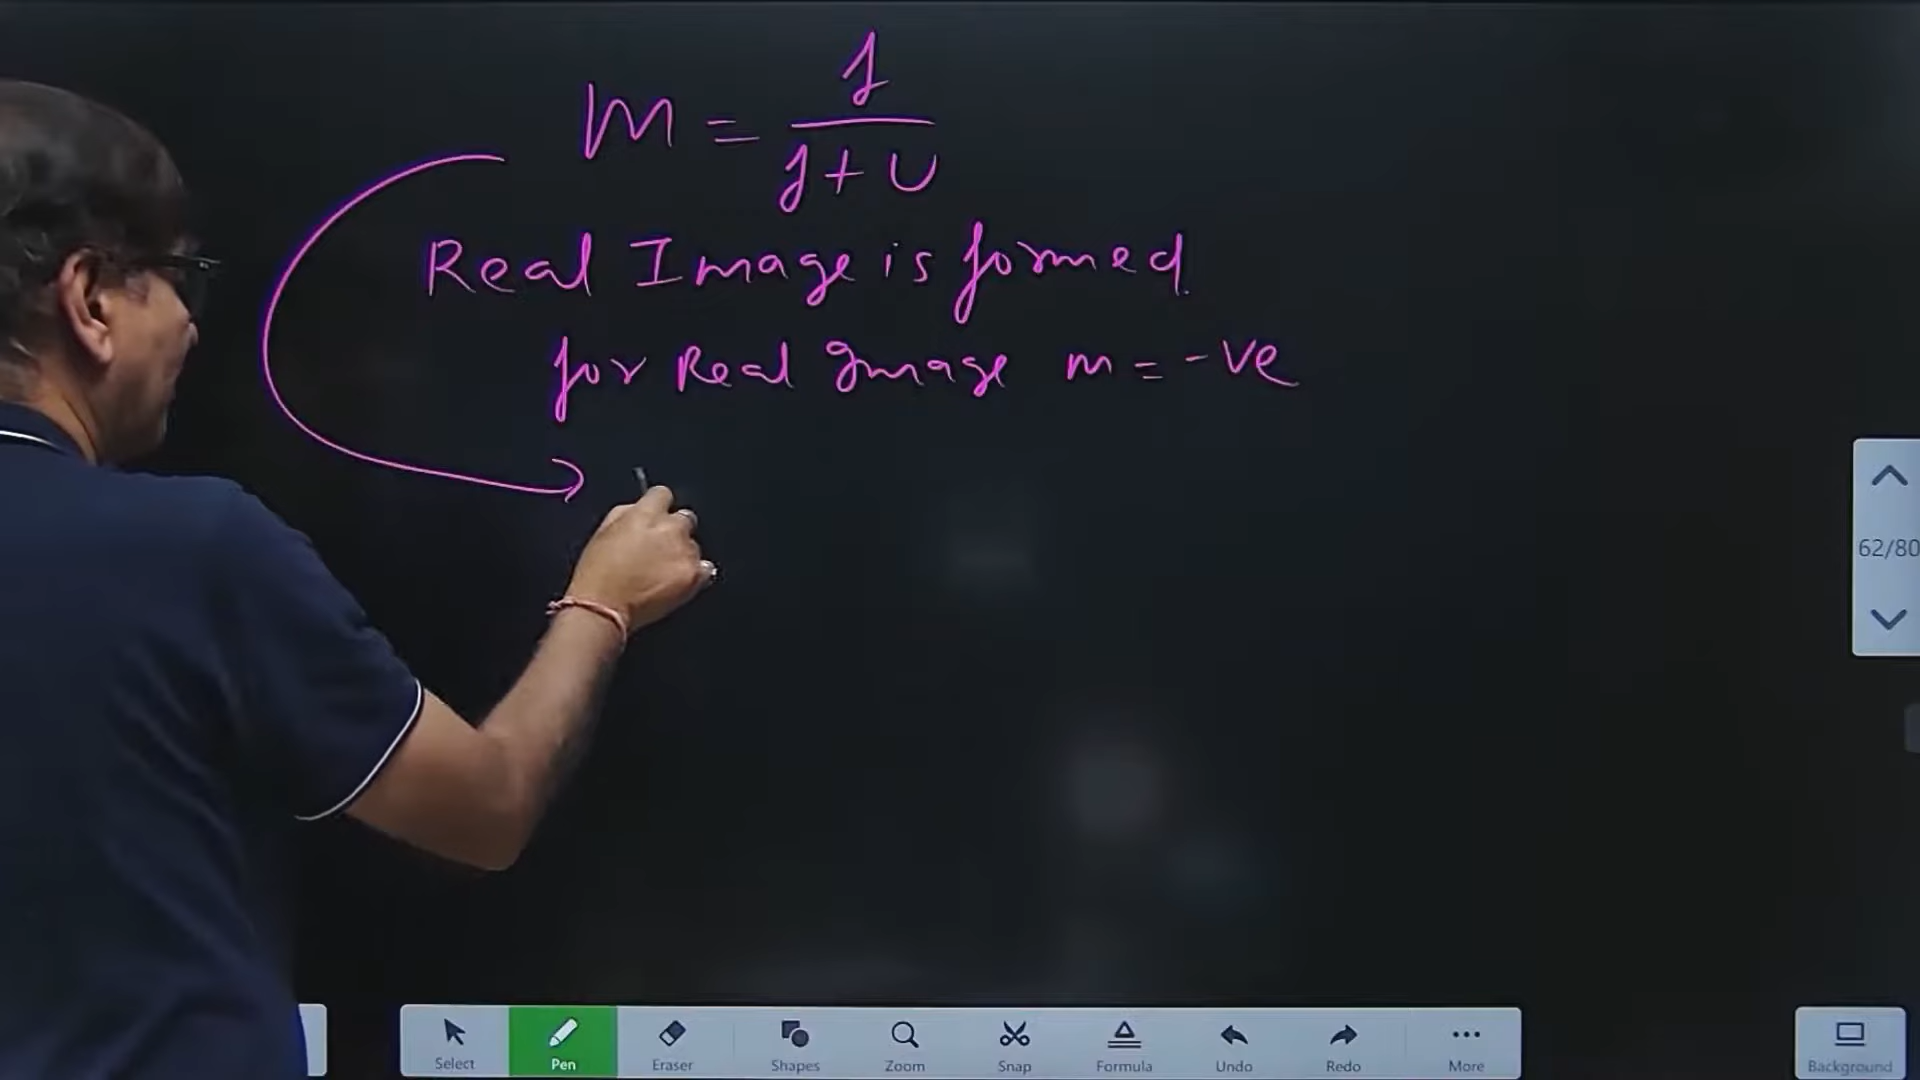 m = f / f + u
Real Image is formed.
for Real Image m = -ve
62/80
Select Pen Eraser Shapes Zoom Snap Formula Undo Redo More Background